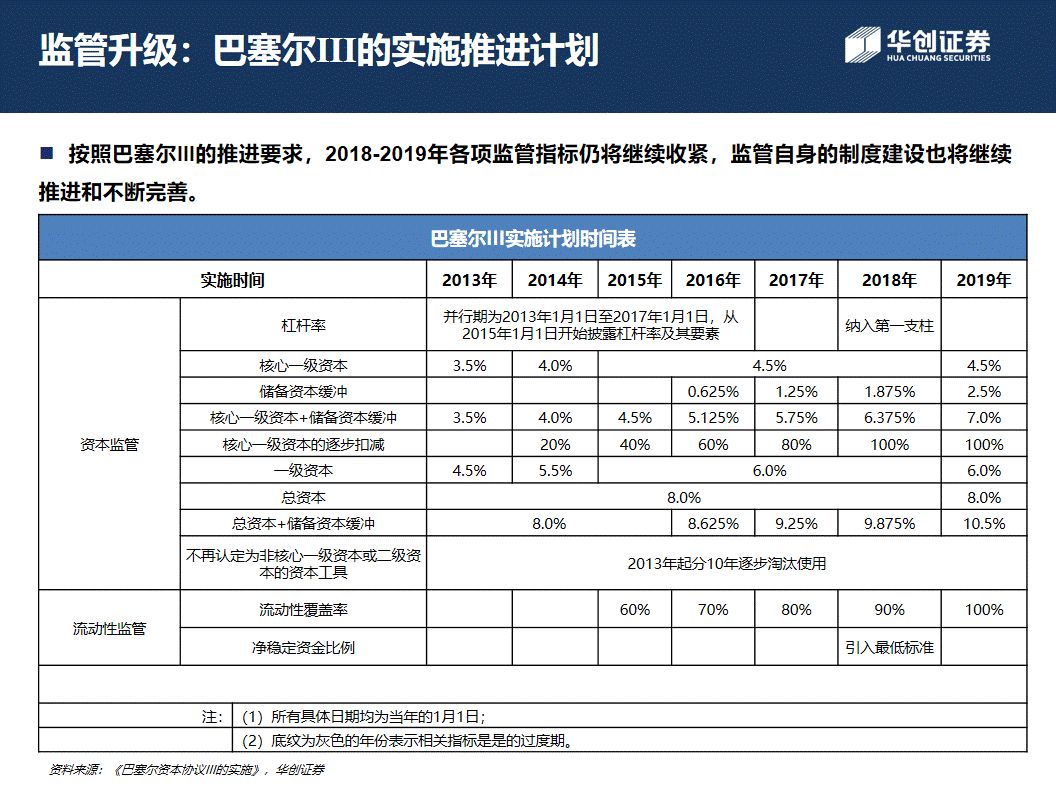 监管升级：巴塞尔III的实施推进计划
华创证券
HUA CHUANG SECURITIES
■ 按照巴塞尔III的推进要求，2018-2019年各项监管指标仍将继续收紧，监管自身的制度建设也将继续
推进和不断完善。
巴塞尔III实施计划时间表
实施时间 2013年 2014年 2015年 2016年 2017年 2018年 2019年
资本监管
杠杆率 并行期为2013年1月1日至2017年1月1日，从 纳入第一支柱
2015年1月1日开始披露杠杆率及其要素
核心一级资本 3.5% 4.0% 4.5% 4.5%
储备资本缓冲 0.625% 1.25% 1.875% 2.5%
核心一级资本+储备资本缓冲 3.5% 4.0% 4.5% 5.125% 5.75% 6.375% 7.0%
核心一级资本的逐步扣减 20% 40% 60% 80% 100% 100%
一级资本 4.5% 5.5% 6.0% 6.0%
总资本 8.0% 8.0%
总资本+储备资本缓冲 8.0% 8.625% 9.25% 9.875% 10.5%
不再认定为非核心一级资本或二级资
本的资本工具 2013年起分10年逐步淘汰使用
流动性监管
流动性覆盖率 60% 70% 80% 90% 100%
净稳定资金比例 引入最低标准
注： （1）所有具体日期均为当年的1月1日；
（2）底纹为灰色的年份表示相关指标是是的过度期。
资料来源：《巴塞尔资本协议III的实施》，华创证券